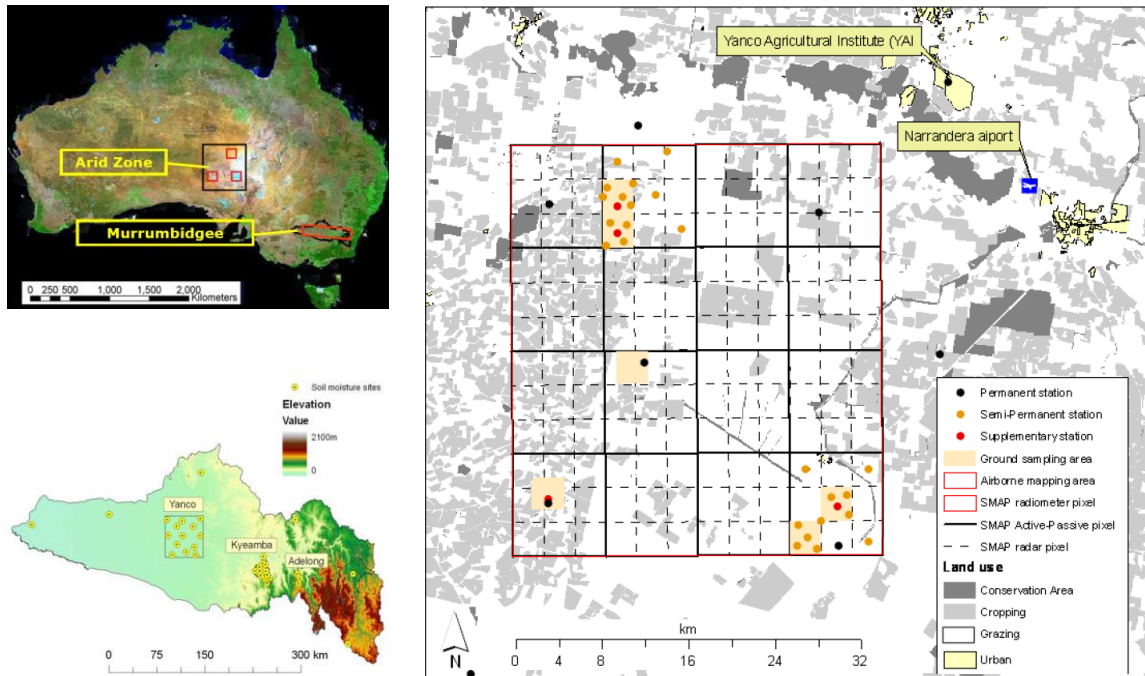 Arid Zone
Murrumbidgee
0 250 500 1,000 1,500 2,000
Kilometers
Soil moisture sites
Elevation
Value
2100m
0
Yanco
Kyeamba
Adelong
0 75 150 300 km
Yanco Agricultural Institute (YAI
Narrandera aiport
Permanent station
Semi-Permanent station
Supplementary station
Ground sampling area
Airborne mapping area
SMAP radiometer pixel
SMAP Active-Passive pixel
SMAP radar pixel
Land use
Conservation Area
Cropping
Grazing
Urban
km
0 4 8 16 24 32
N